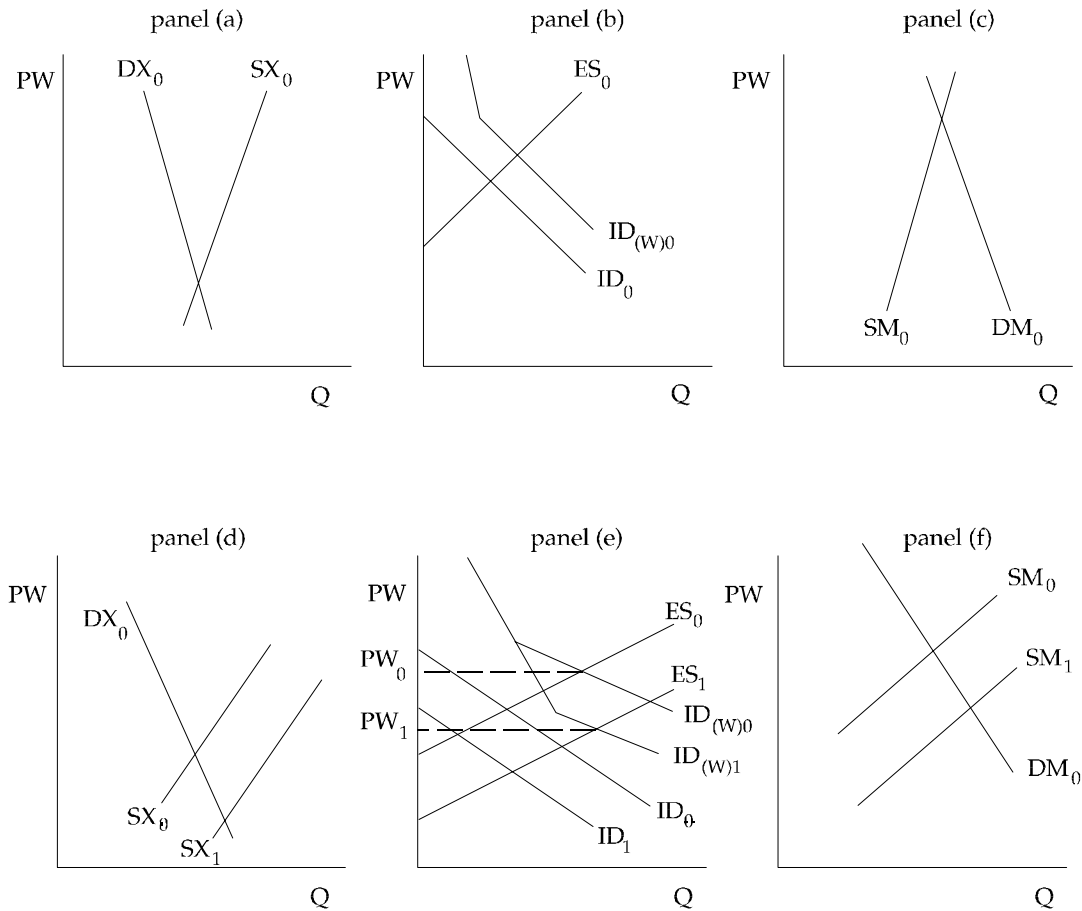 panel (a)
panel (b)
panel (c)
PW
DX0
SX0
Q
PW
ES0
ID(W)0
ID0
Q
PW
SM0
DM0
Q
panel (d)
panel (e)
panel (f)
PW
DX0
SX0
SX1
Q
PW
PW0
PW1
ES0
ES1
ID(W)0
ID(W)1
ID0
ID1
Q
PW
SM0
SM1
DM0
Q